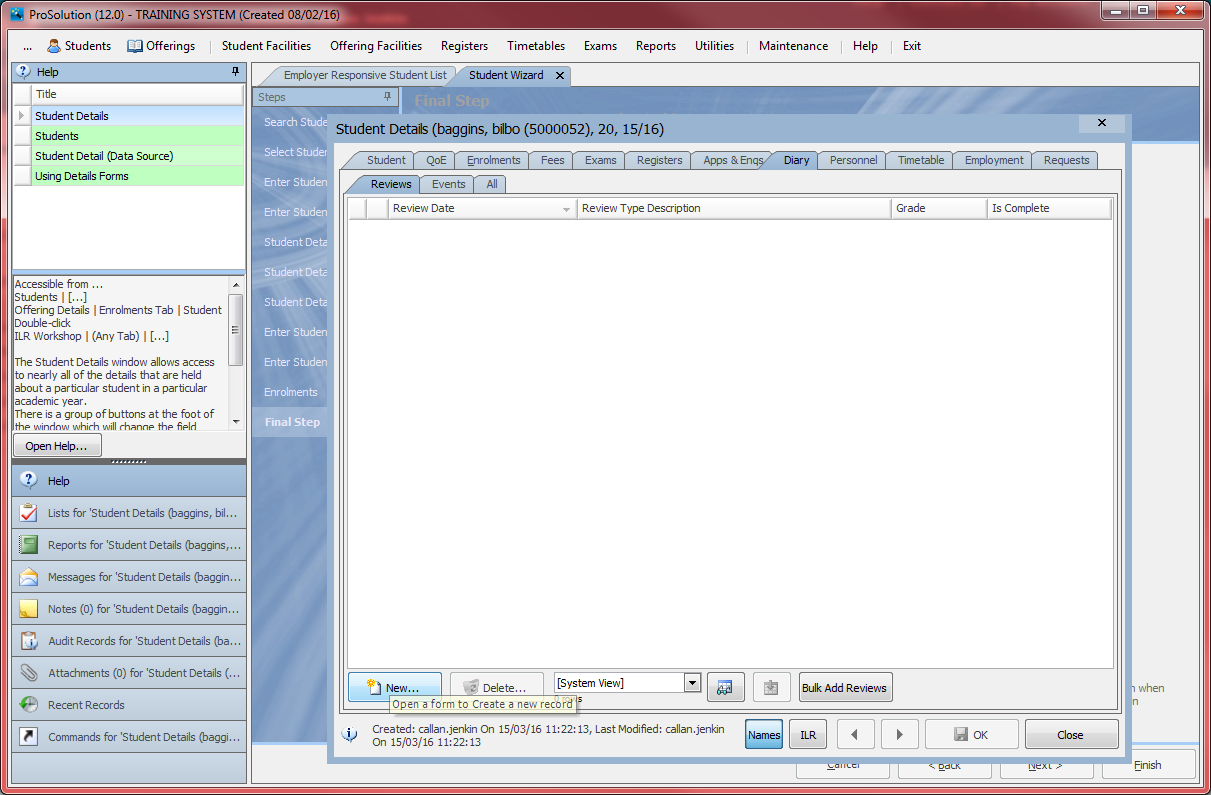 ProSolution (12.0) - TRAINING SYSTEM (Created 08/02/16)
... Students Offerings Student Facilities Offering Facilities Registers Timetables Exams Reports Utilities Maintenance Help Exit
Help
Title
Student Details
Students
Student Detail (Data Source)
Using Details Forms
Accessible from ...
Students | [...]
Offering Details | Enrolments Tab | Student
Double-click
ILR Workshop | (Any Tab) | [...]
The Student Details window allows access
to nearly all of the details that are held
about a particular student in a particular
academic year.
There is a group of buttons at the foot of
the window which will change the field
Open Help...
Help
Lists for 'Student Details (baggins, bil...
Reports for 'Student Details (baggins,...
Messages for 'Student Details (baggin...
Notes (0) for 'Student Details (baggin...
Audit Records for 'Student Details (ba...
Attachments (0) for 'Student Details (...
Recent Records
Commands for 'Student Details (baggi...
Employer Responsive Student List Student Wizard
Steps
Final Step
Search Stude
Select Studen
Enter Studen
Enter Studen
Student Deta
Student Deta
Student Deta
Enter Studen
Enter Studen
Enrolments
Final Step
Student Details (baggins, bilbo (5000052), 20, 15/16)
Student QoE Enrolments Fees Exams Registers Apps & Enqs Diary Personnel Timetable Employment Requests
Reviews Events All
Review Date Review Type Description Grade Is Complete
New... Delete... [System View] Bulk Add Reviews
Open a form to Create a new record
Created: callan.jenkin On 15/03/16 11:22:13, Last Modified: callan.jenkin
On 15/03/16 11:22:13
Names ILR OK Close
when
Cancel < Back Next > Finish